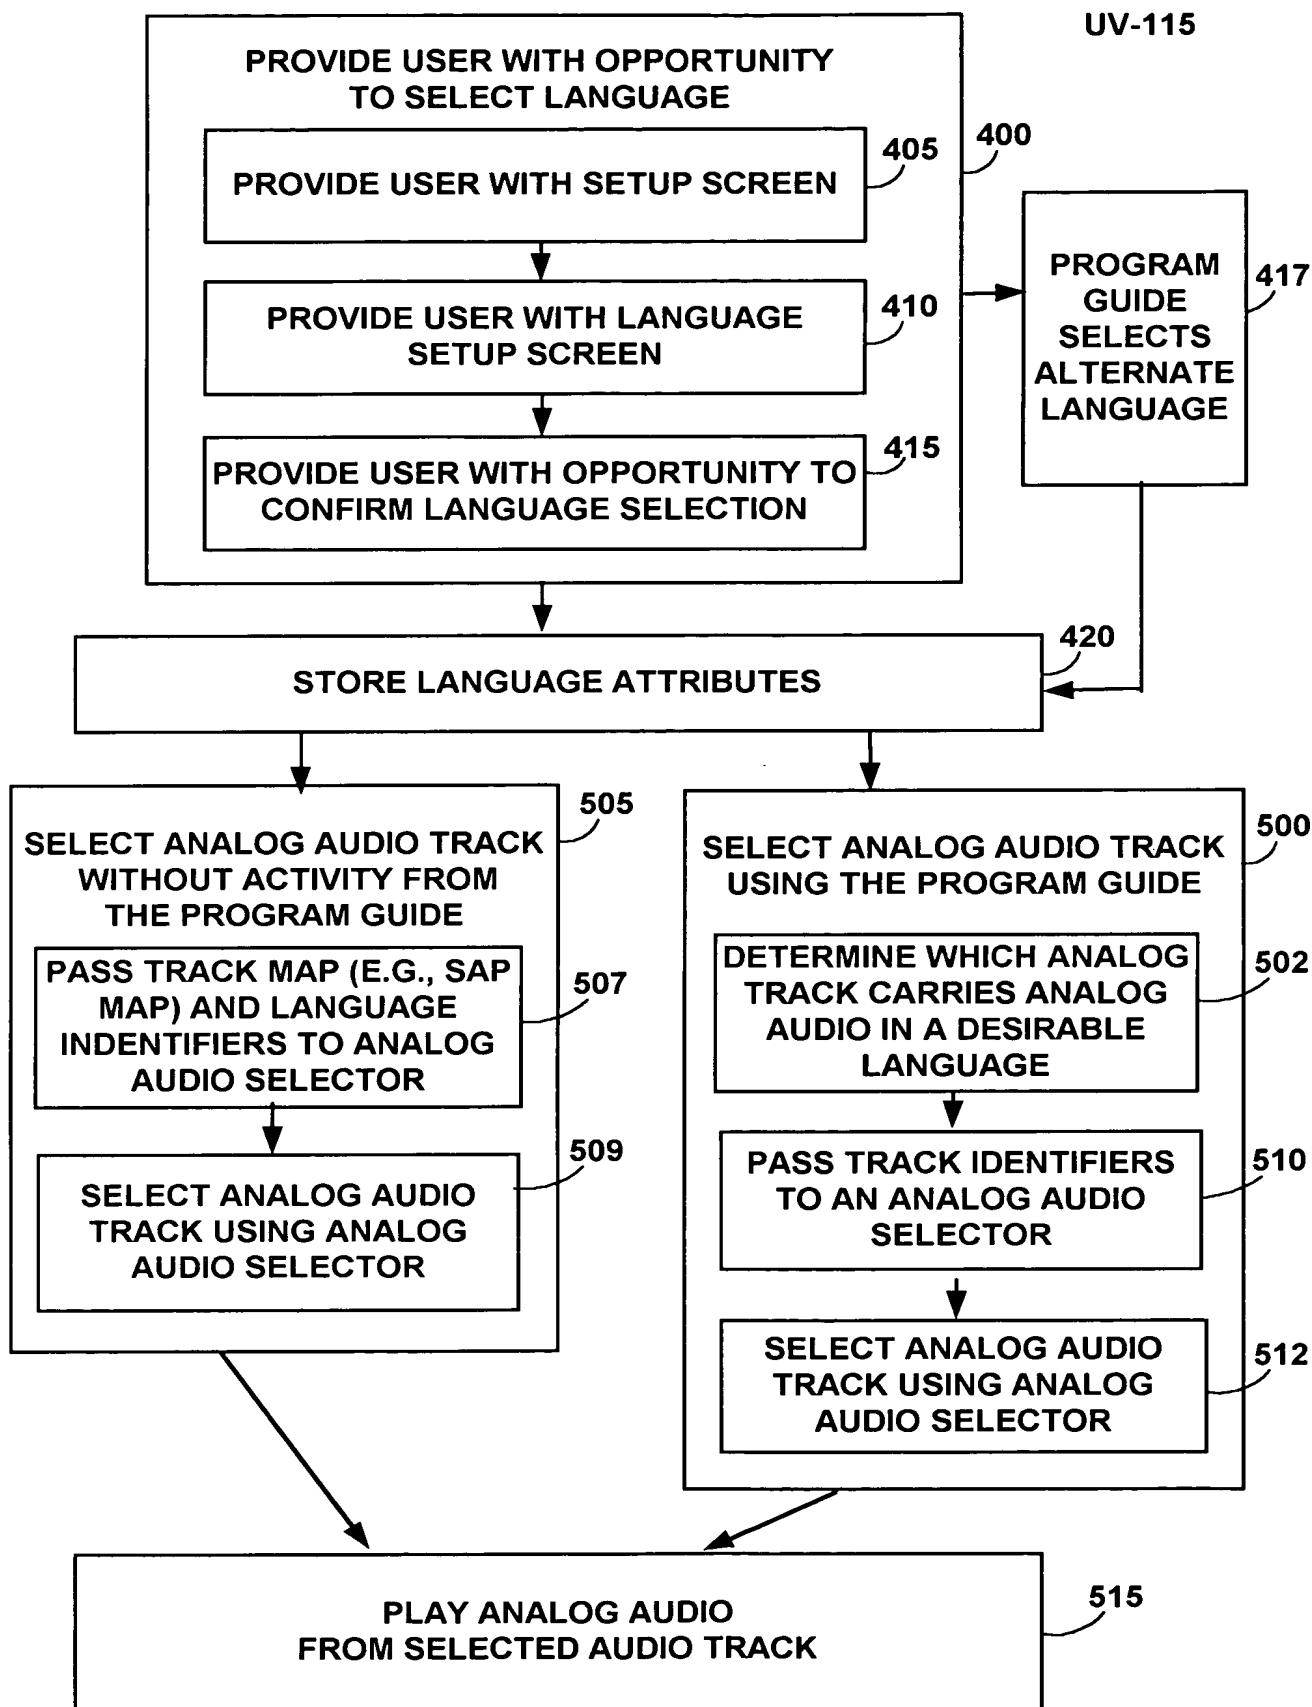 UV-115
PROVIDE USER WITH OPPORTUNITY
TO SELECT LANGUAGE
400
405
PROVIDE USER WITH SETUP SCREEN
PROVIDE USER WITH LANGUAGE
SETUP SCREEN
410
PROVIDE USER WITH OPPORTUNITY TO
CONFIRM LANGUAGE SELECTION
415
PROGRAM
GUIDE
SELECTS
ALTERNATE
LANGUAGE
417
STORE LANGUAGE ATTRIBUTES
420
505
SELECT ANALOG AUDIO TRACK
WITHOUT ACTIVITY FROM
THE PROGRAM GUIDE
PASS TRACK MAP (E.G., SAP
MAP) AND LANGUAGE
INDENTIFIERS TO ANALOG
AUDIO SELECTOR
507
SELECT ANALOG AUDIO
TRACK USING ANALOG
AUDIO SELECTOR
509
500
SELECT ANALOG AUDIO TRACK
USING THE PROGRAM GUIDE
DETERMINE WHICH ANALOG
TRACK CARRIES ANALOG
AUDIO IN A DESIRABLE
LANGUAGE
502
PASS TRACK IDENTIFIERS
TO AN ANALOG AUDIO
SELECTOR
510
SELECT ANALOG AUDIO
TRACK USING ANALOG
AUDIO SELECTOR
512
PLAY ANALOG AUDIO
FROM SELECTED AUDIO TRACK
515